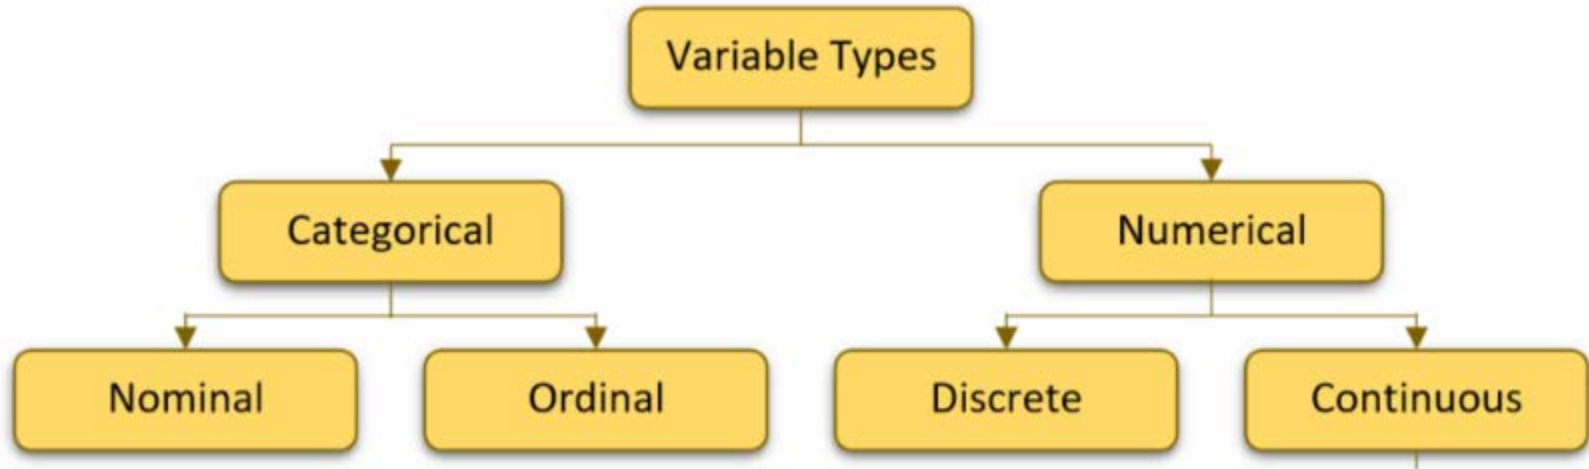 Variable Types
Categorical
Numerical
Nominal
Ordinal
Discrete
Continuous